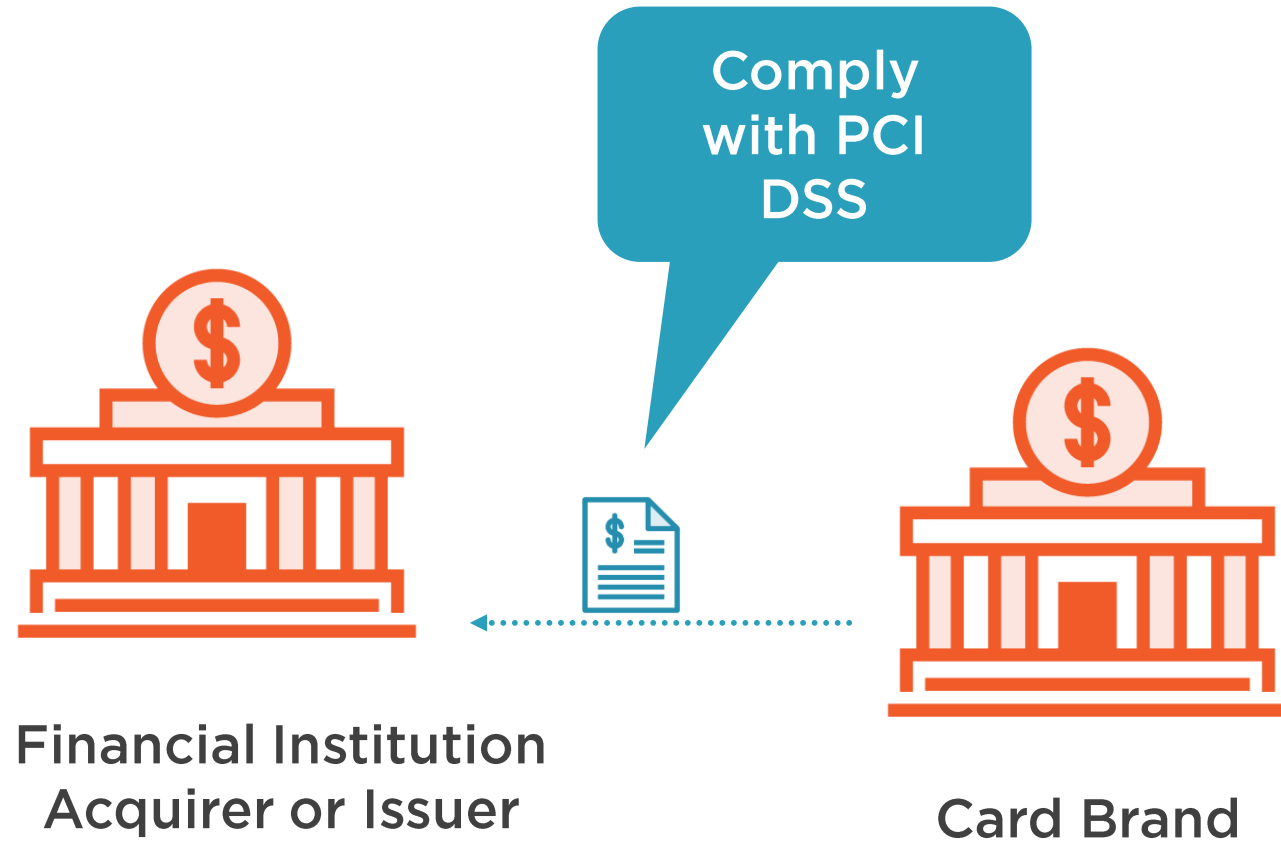 Comply
with PCI
DSS
$
$
$
Financial Institution
Acquirer or Issuer
Card Brand